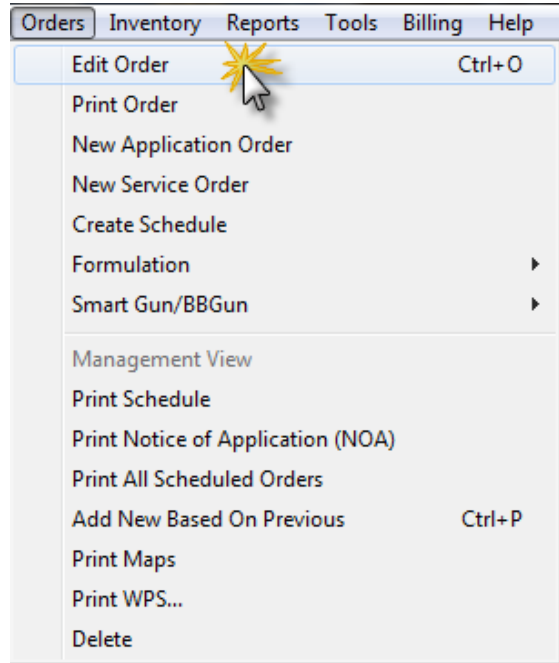 Orders Inventory Reports Tools Billing Help
Edit Order Ctrl+O
Print Order
New Application Order
New Service Order
Create Schedule
Formulation
Smart Gun/BBGun
Management View
Print Schedule
Print Notice of Application (NOA)
Print All Scheduled Orders
Add New Based On Previous Ctrl+P
Print Maps
Print WPS...
Delete